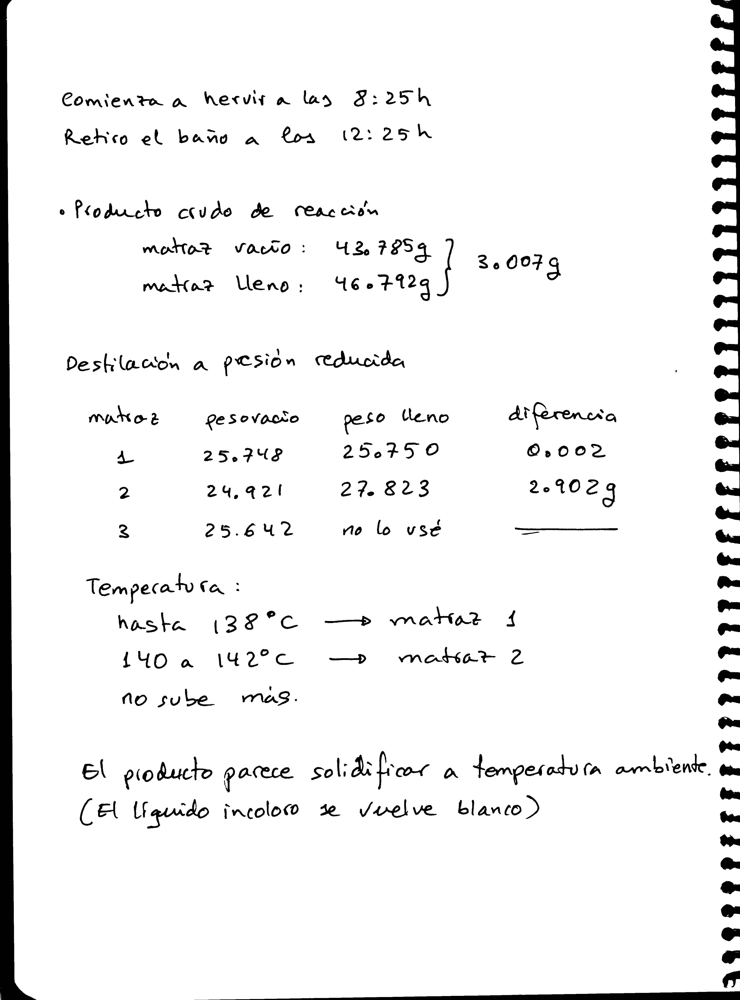 Comienza a hervir a las 8:25h
Retiro el baño a las 12:25h
• Producto crudo de reacción
matraz vacío: 43.785g
3.007g
matraz lleno: 46.792g
Destilación a presión reducida
matraz peso vacío peso lleno diferencia
1 25.748 25.750 0.002
2 24.921 27.823 2.902g
3 25.642 no lo usé —
Temperatura:
hasta 138°C → matraz 1
140 a 142°C → matraz 2
no sube más.
El producto parece solidificar a temperatura ambiente.
(El líquido incoloro se vuelve blanco)